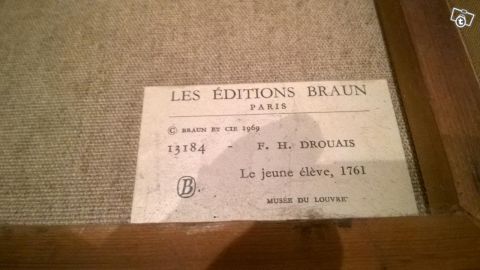 LES ÉDITIONS BRAUN
PARIS
© BRAUN ET CIE 1969
13184 - F. H. DROUAIS
Le jeune élève, 1761
B
MUSÉE DU LOUVRE